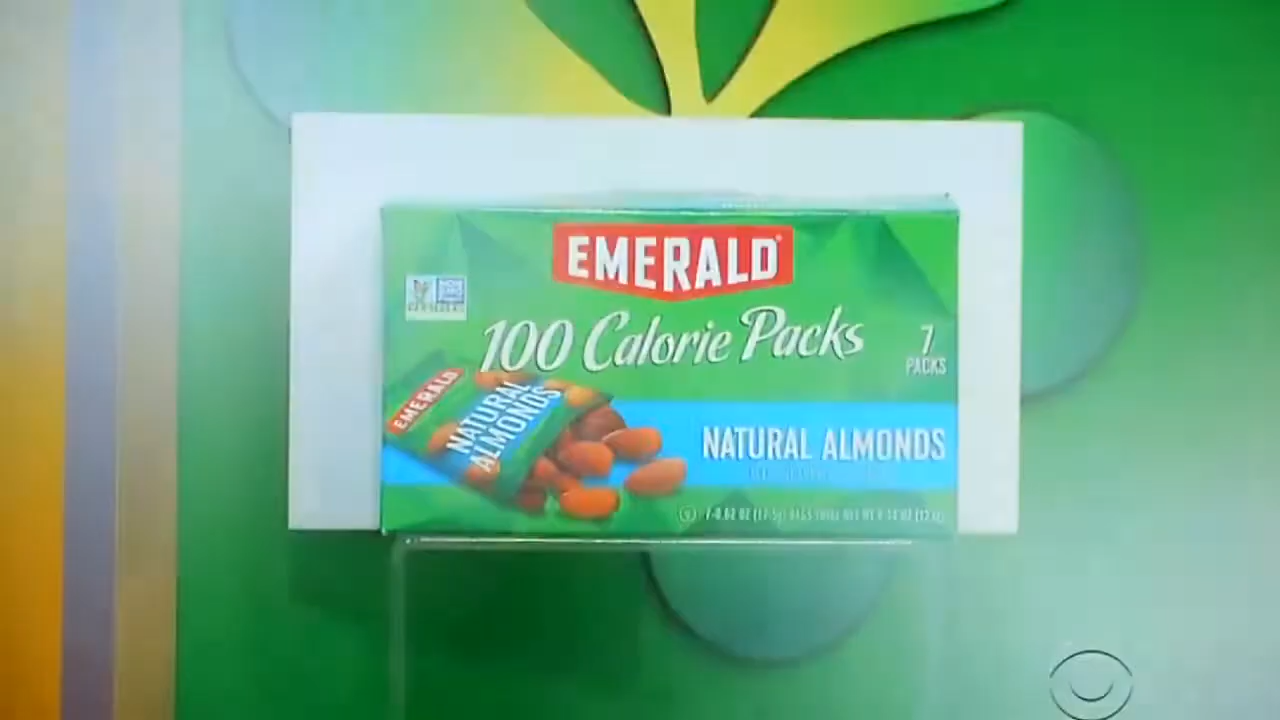 EMERALD
100 Calorie Packs
7
PACKS
EMERALD
NATURAL
ALMONDS
NATURAL ALMONDS